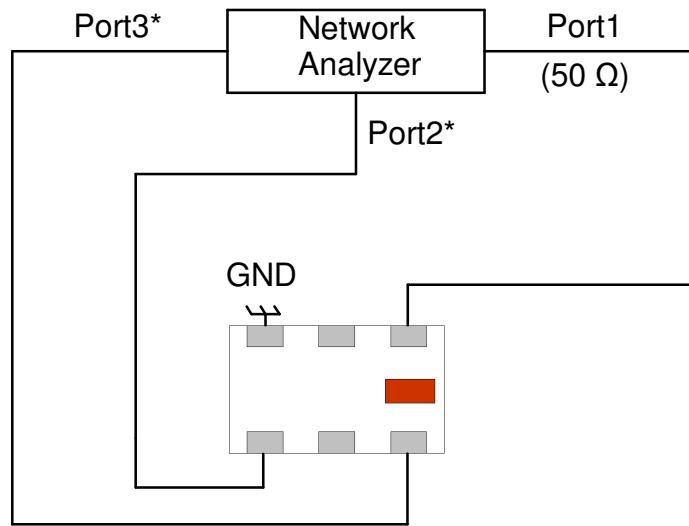 Port3*
Network
Analyzer
Port1
(50 Ω)
Port2*
GND